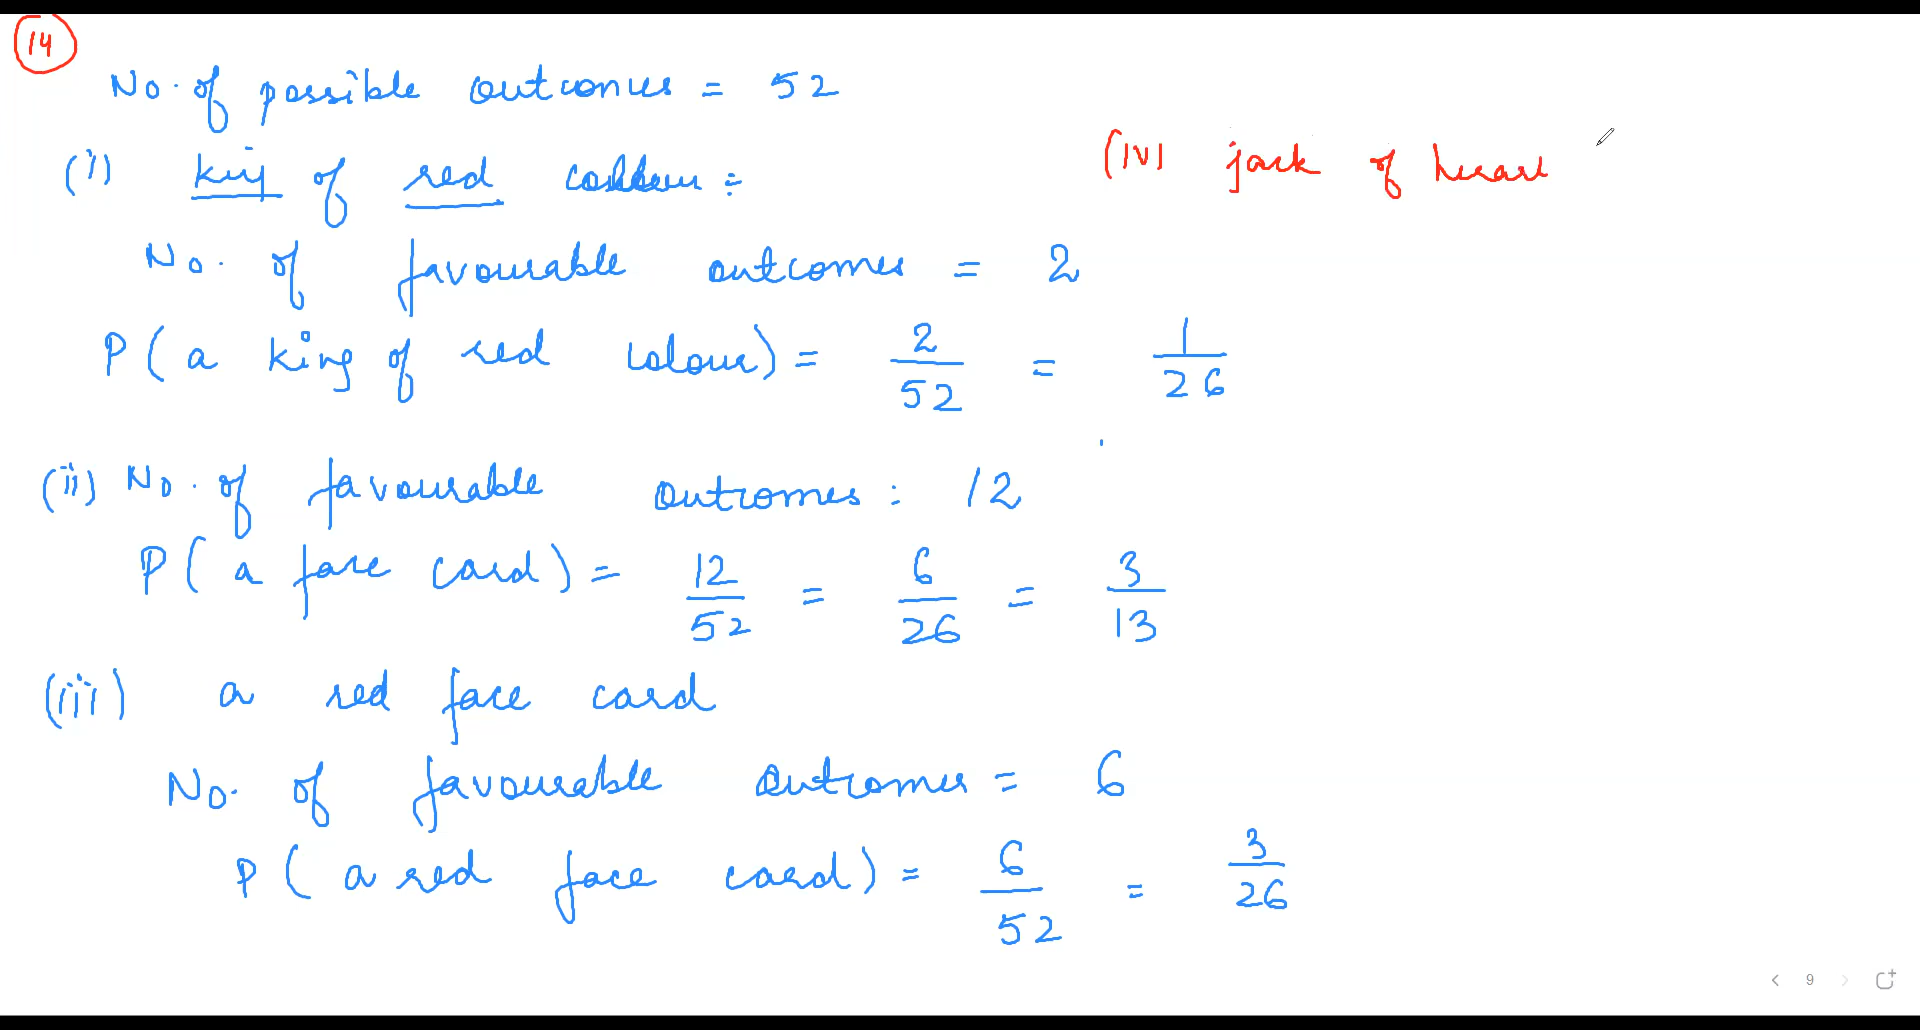 14
No. of possible outcomes = 52
(i) king of red colour :
No. of favourable outcomes = 2
P ( a king of red colour) = 2/52 = 1/26
(ii) No. of favourable outcomes : 12
P ( a face card ) = 12/52 = 6/26 = 3/13
(iii) a red face card
No. of favourable outcomes = 6
P ( a red face card ) = 6/52 = 3/26
(iv) jack of heart
9